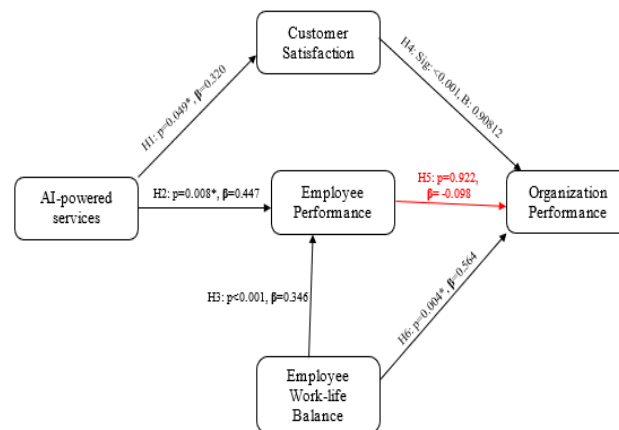 Customer
Satisfaction
H1: p=0.049*, β=0.320
H4: Sig: <0.001, B: 0.90812
AI-powered
services
H2: p=0.008*, β=0.447
Employee
Performance
H5: p=0.922,
β= -0.098
Organization
Performance
H3: p<0.001, β=0.346
H6: p=0.004*, β=0.564
Employee
Work-life
Balance